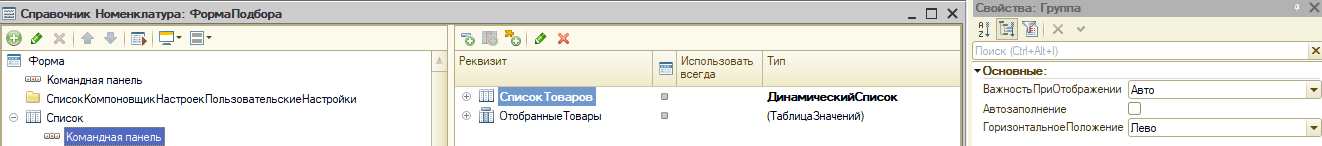 Справочник Номенклатура: ФормаПодбора
Форма
Командная панель
СписокКомпоновщикНастроекПользовательскиеНастройки
Список
Командная панель
Реквизит
Использовать всегда
Тип
СписокТоваров
ДинамическийСписок
ОтобранныеТовары
(ТаблицаЗначений)
Свойства: Группа
Поиск (Ctrl+Alt+I)
Основные:
ВажностьПриОтображении
Авто
Автозаполнение
ГоризонтальноеПоложение
Лево